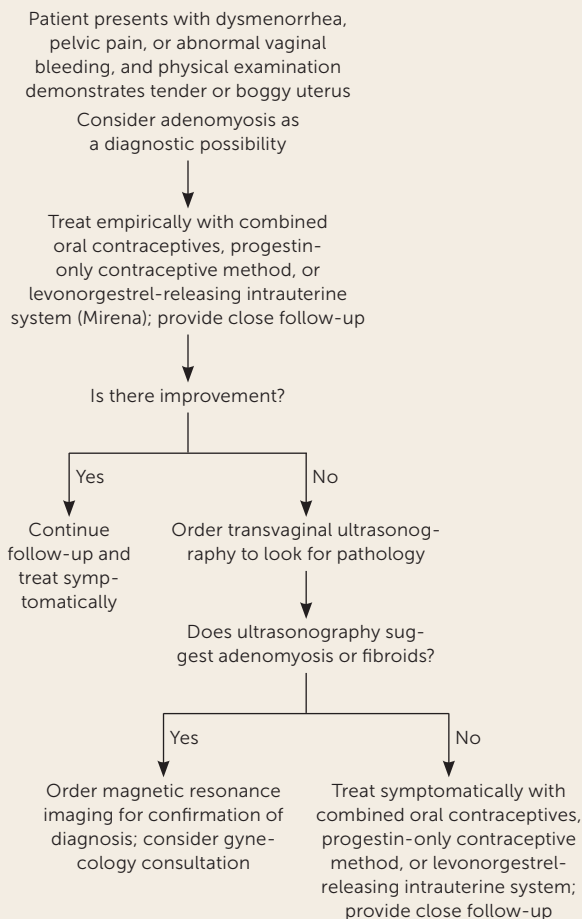 Patient presents with dysmenorrhea,
pelvic pain, or abnormal vaginal
bleeding, and physical examination
demonstrates tender or boggy uterus
Consider adenomyosis as
a diagnostic possibility
Treat empirically with combined
oral contraceptives, progestin-
only contraceptive method, or
levonorgestrel-releasing intrauterine
system (Mirena); provide close follow-up
Is there improvement?
Yes
No
Continue
follow-up and
treat symp-
tomatically
Order transvaginal ultrasonog-
raphy to look for pathology
Does ultrasonography sug-
gest adenomyosis or fibroids?
Yes
No
Order magnetic resonance
imaging for confirmation of
diagnosis; consider gyne-
cology consultation
Treat symptomatically with
combined oral contraceptives,
progestin-only contraceptive
method, or levonorgestrel-
releasing intrauterine system;
provide close follow-up